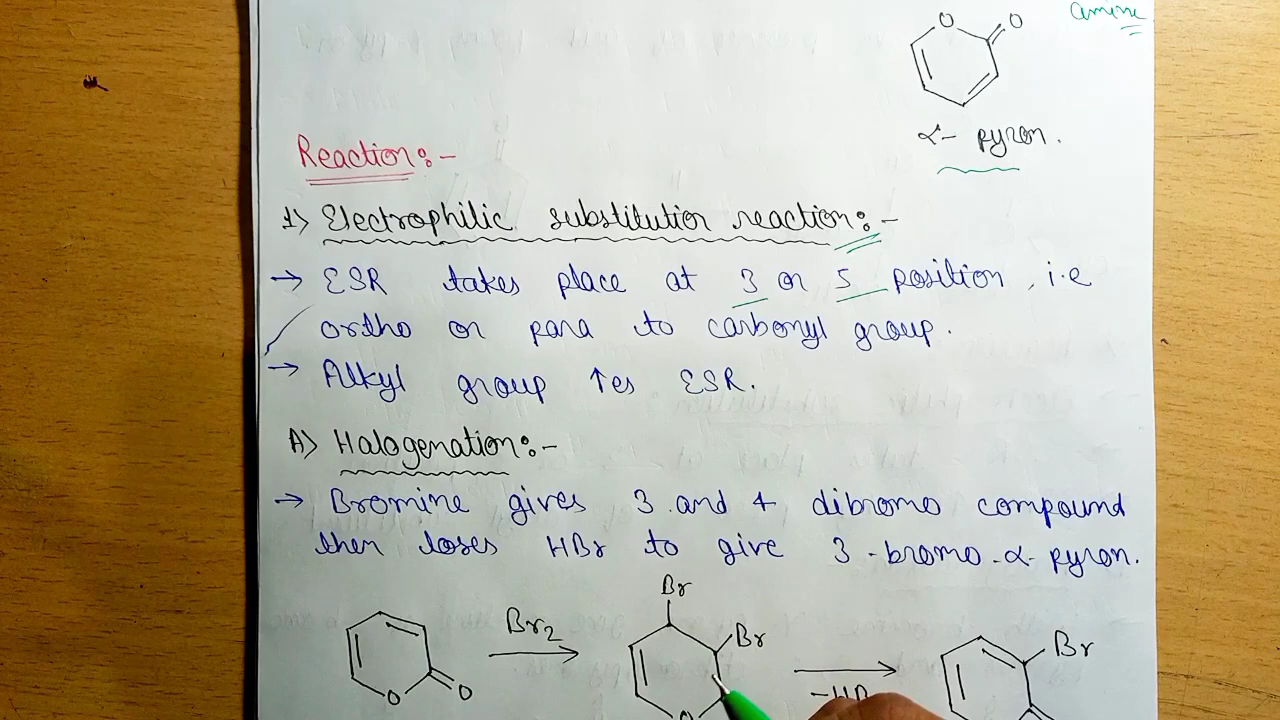 amine
O
O
α- pyron.
Reaction:-
1) Electrophilic substitution reaction:-
→ ESR takes place at 3 or 5 position, i.e
ortho or para to carbonyl group.
→ Alkyl group ↑es ESR.
A) Halogenation:-
→ Bromine gives 3 and 4 dibromo compound
then loses HBr to give 3-bromo-α-pyron.
Br
Br2
Br
Br
O
O